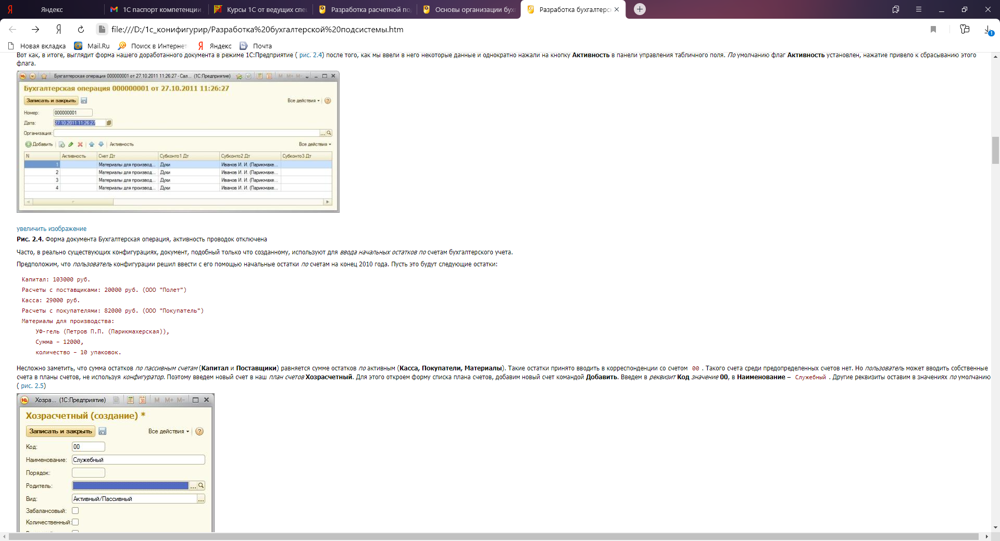 Яндекс
1С паспорт компетенции
Курсы 1С от ведущих спе
Разработка расчетной по
Основы организации бух
Разработка бухгалтерс
file:///D:/1с_конифигурир/Разработка%20бухгалтерской%20подсистемы.htm
1
Новая вкладка
Mail.Ru
Поиск в Интернет
Яндекс
Почта
Вот как, в итоге, выглядит форма нашего доработанного документа в режиме 1С:Предприятие ( рис. 2.4) после того, как мы ввели в него некоторые данные и однократно нажали на кнопку Активность в панели управления табличного поля. По умолчанию флаг Активность установлен, нажатие привело к сбрасыванию этого
флага.
Бухгалтерская операция 000000001 от 27.10.2011 11:26:27 - Сал... (1С:Предприятие)
M M+ M-
Бухгалтерская операция 000000001 от 27.10.2011 11:26:27
Записать и закрыть
Все действия
Номер: 000000001
Дата: 27.10.2011 11:26:27
Организация:
Добавить
Активность
Все действия
N Активность Счет Дт Субконто1 Дт Субконто2 Дт Субконто3 Дт
1 Материалы для производ... Духи Иванов И. И. (Парикмахе...
2 Материалы для производ... Духи Иванов И. И. (Парикмахе...
3 Материалы для производ... Духи Иванов И. И. (Парикмахе...
4 Материалы для производ... Духи Иванов И. И. (Парикмахе...
увеличить изображение
Рис. 2.4. Форма документа Бухгалтерская операция, активность проводок отключена
Часто, в реально существующих конфигурациях, документ, подобный только что созданному, используют для ввода начальных остатков по счетам бухгалтерского учета.
Предположим, что пользователь конфигурации решил ввести с его помощью начальные остатки по счетам на конец 2010 года. Пусть это будут следующие остатки:
Капитал: 103000 руб.
Расчеты с поставщиками: 20000 руб. (ООО "Полет")
Касса: 29000 руб.
Расчеты с покупателями: 82000 руб. (ООО "Покупатель")
Материалы для производства:
УФ-гель (Петров П.П. (Парикмахерская)),
Сумма – 12000,
количество – 10 упаковок.
Несложно заметить, что сумма остатков по пассивным счетам (Капитал и Поставщики) равняется сумме остатков по активным (Касса, Покупатели, Материалы). Такие остатки принято вводить в корреспонденции со счетом 00 . Такого счета среди предопределенных счетов нет. Но пользователь может вводить собственные
счета в планы счетов, не используя конфигуратор. Поэтому введем новый счет в наш план счетов Хозрасчетный. Для этого откроем форму списка плана счетов, добавим новый счет командой Добавить. Введем в реквизит Код значение 00, в Наименование – Служебный . Другие реквизиты оставим в значениях по умолчанию
( рис. 2.5)
Хозра... (1С:Предприятие)
31 M M+ M-
Хозрасчетный (создание) *
Записать и закрыть
Все действия
Код: 00
Наименование: Служебный
Порядок:
Родитель:
Вид: Активный/Пассивный
Забалансовый:
Количественный: